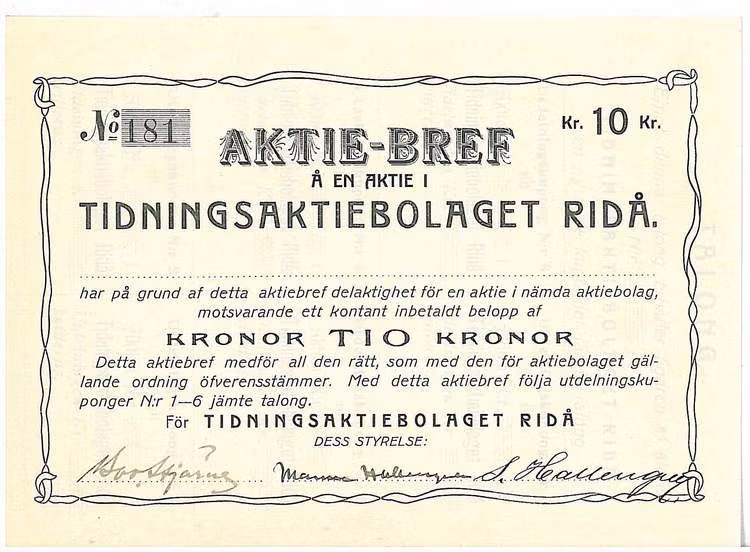 No 181
AKTIE-BREF
Kr. 10 Kr.
Å EN AKTIE I
TIDNINGSAKTIEBOLAGET RIDÅ.
har på grund af detta aktiebref delaktighet för en aktie i nämda aktiebolag,
motsvarande ett kontant inbetaldt belopp af
KRONOR TIO KRONOR
Detta aktiebref medför all den rätt, som med den för aktiebolaget gäl-
lande ordning öfverensstämmer. Med detta aktiebref följa utdelningsku-
ponger N:r 1—6 jämte talong.
För TIDNINGSAKTIEBOLAGET RIDÅ
DESS STYRELSE:
S. Hallengren